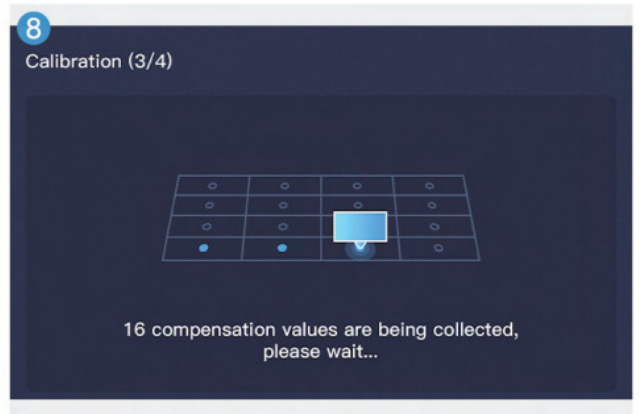 8
Calibration (3/4)
16 compensation values are being collected,
please wait...